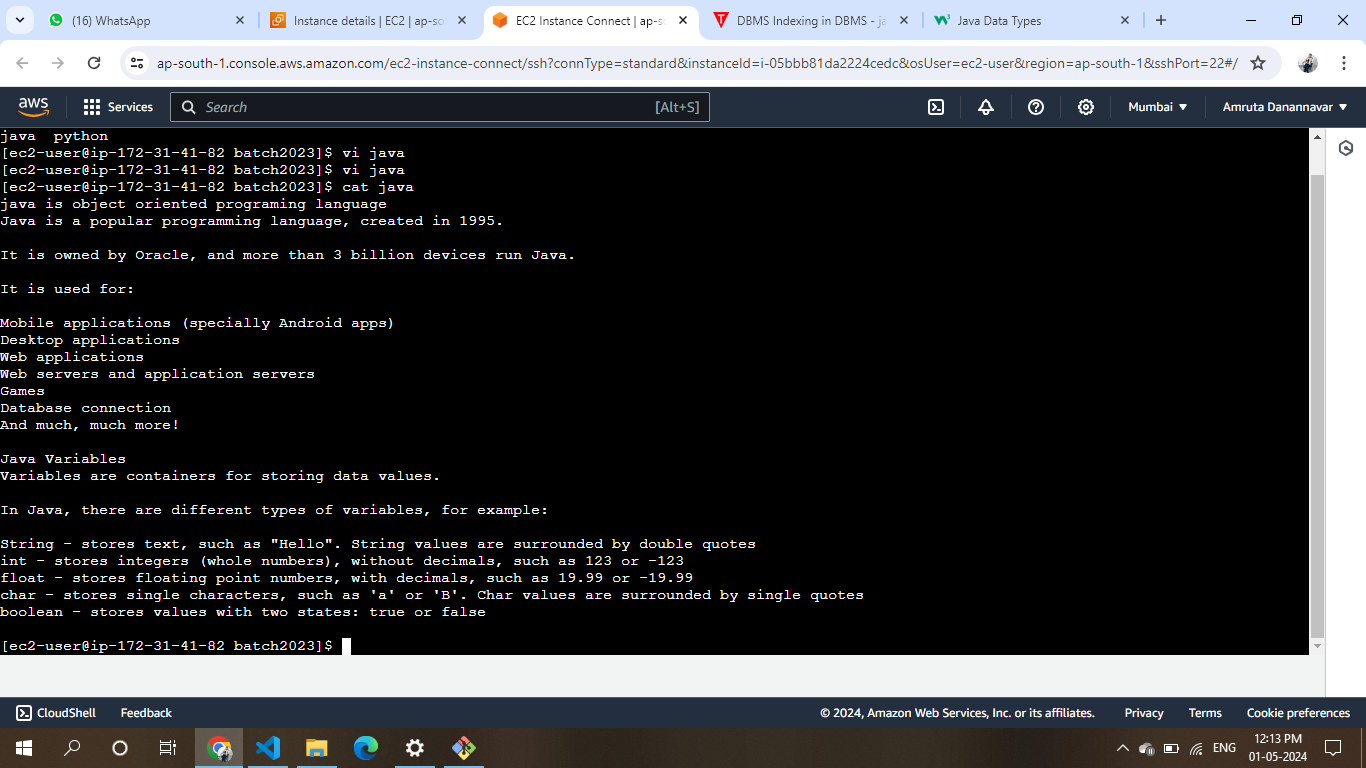 (16) WhatsApp
Instance details | EC2 | ap-so
EC2 Instance Connect | ap-so
DBMS Indexing in DBMS - ja
Java Data Types
ap-south-1.console.aws.amazon.com/ec2-instance-connect/ssh?connType=standard&instanceId=i-05bbb81da2224cedc&osUser=ec2-user&region=ap-south-1&sshPort=22#/
aws Services Search [Alt+S] Mumbai Amruta Danannavar
java  python
[ec2-user@ip-172-31-41-82 batch2023]$ vi java
[ec2-user@ip-172-31-41-82 batch2023]$ vi java
[ec2-user@ip-172-31-41-82 batch2023]$ cat java
java is object oriented programing language
Java is a popular programming language, created in 1995.
It is owned by Oracle, and more than 3 billion devices run Java.
It is used for:
Mobile applications (specially Android apps)
Desktop applications
Web applications
Web servers and application servers
Games
Database connection
And much, much more!
Java Variables
Variables are containers for storing data values.
In Java, there are different types of variables, for example:
String - stores text, such as "Hello". String values are surrounded by double quotes
int - stores integers (whole numbers), without decimals, such as 123 or -123
float - stores floating point numbers, with decimals, such as 19.99 or -19.99
char - stores single characters, such as 'a' or 'B'. Char values are surrounded by single quotes
boolean - stores values with two states: true or false
[ec2-user@ip-172-31-41-82 batch2023]$
CloudShell Feedback © 2024, Amazon Web Services, Inc. or its affiliates. Privacy Terms Cookie preferences
ENG
12:13 PM
01-05-2024